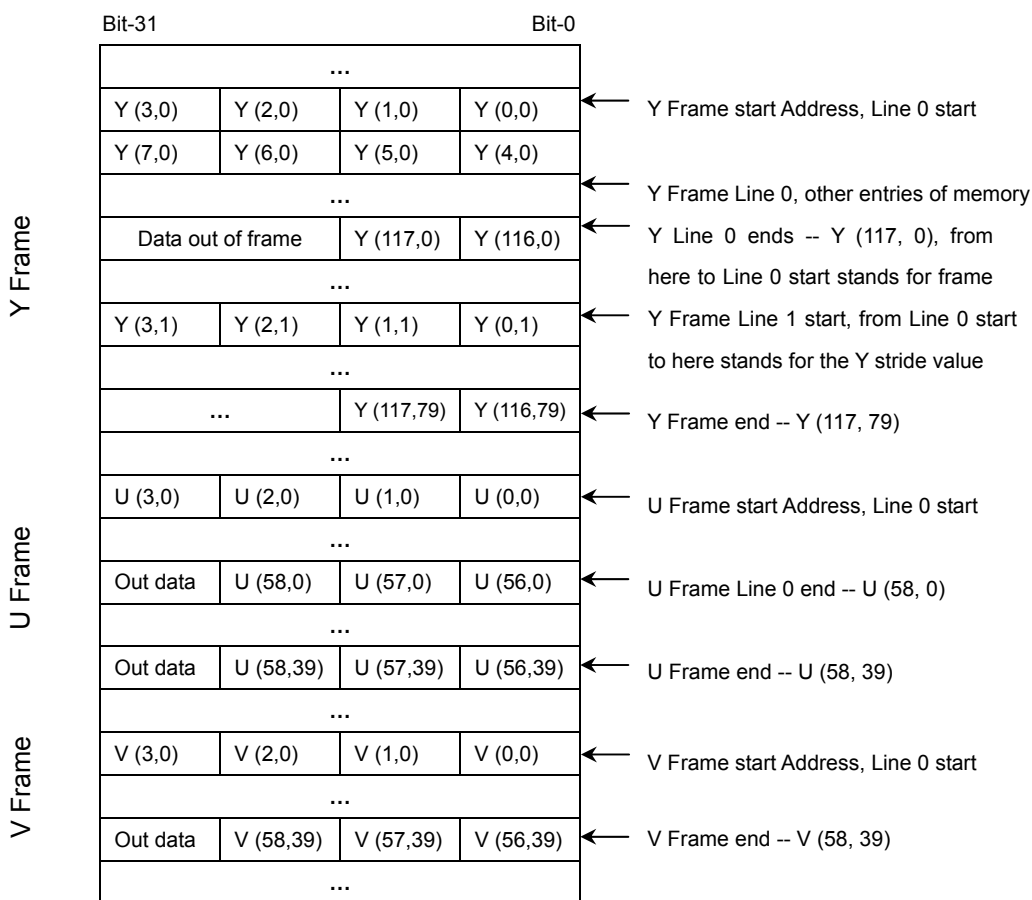 Bit-31 Bit-0
...
Y (3,0) Y (2,0) Y (1,0) Y (0,0) Y Frame start Address, Line 0 start
Y (7,0) Y (6,0) Y (5,0) Y (4,0)
... Y Frame Line 0, other entries of memory
Data out of frame Y (117,0) Y (116,0) Y Line 0 ends -- Y (117, 0), from
... here to Line 0 start stands for frame
Y (3,1) Y (2,1) Y (1,1) Y (0,1) Y Frame Line 1 start, from Line 0 start
... to here stands for the Y stride value
... Y (117,79) Y (116,79) Y Frame end -- Y (117, 79)
...
Y Frame
U (3,0) U (2,0) U (1,0) U (0,0) U Frame start Address, Line 0 start
...
Out data U (58,0) U (57,0) U (56,0) U Frame Line 0 end -- U (58, 0)
...
Out data U (58,39) U (57,39) U (56,39) U Frame end -- U (58, 39)
...
U Frame
V (3,0) V (2,0) V (1,0) V (0,0) V Frame start Address, Line 0 start
...
Out data V (58,39) V (57,39) V (56,39) V Frame end -- V (58, 39)
...
V Frame